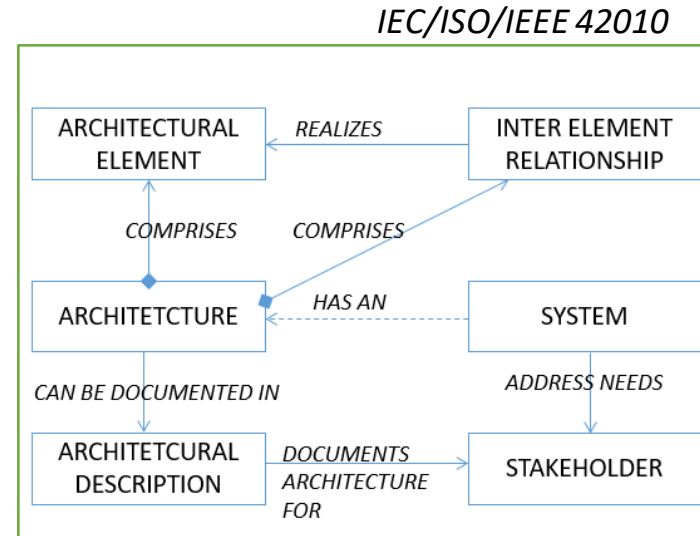 IEC/ISO/IEEE 42010
ARCHITECTURAL
ELEMENT
REALIZES
INTER ELEMENT
RELATIONSHIP
COMPRISES
COMPRISES
ARCHITETCTURE
HAS AN
SYSTEM
CAN BE DOCUMENTED IN
ADDRESS NEEDS
ARCHITETCURAL
DESCRIPTION
DOCUMENTS
ARCHITECTURE
FOR
STAKEHOLDER